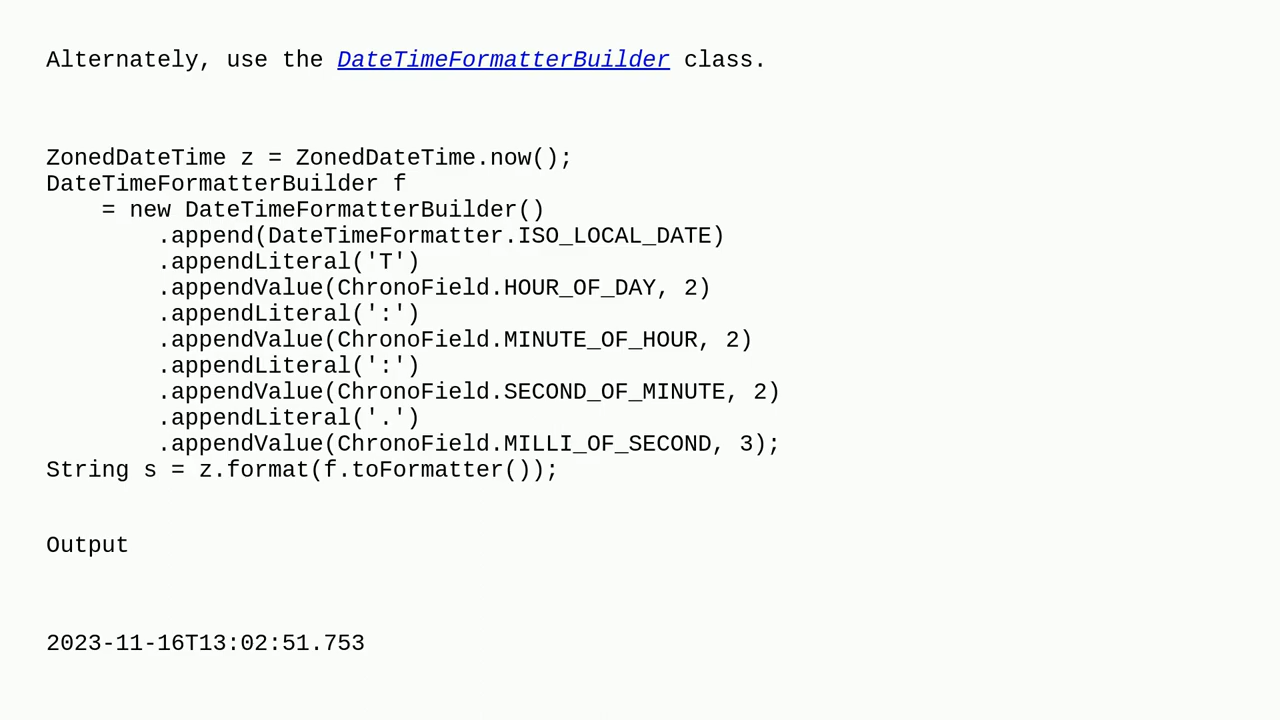 Alternately, use the DateTimeFormatterBuilder class.
ZonedDateTime z = ZonedDateTime.now();
DateTimeFormatterBuilder f
    = new DateTimeFormatterBuilder()
        .append(DateTimeFormatter.ISO_LOCAL_DATE)
        .appendLiteral('T')
        .appendValue(ChronoField.HOUR_OF_DAY, 2)
        .appendLiteral(':')
        .appendValue(ChronoField.MINUTE_OF_HOUR, 2)
        .appendLiteral(':')
        .appendValue(ChronoField.SECOND_OF_MINUTE, 2)
        .appendLiteral('.')
        .appendValue(ChronoField.MILLI_OF_SECOND, 3);
String s = z.format(f.toFormatter());
Output
2023-11-16T13:02:51.753